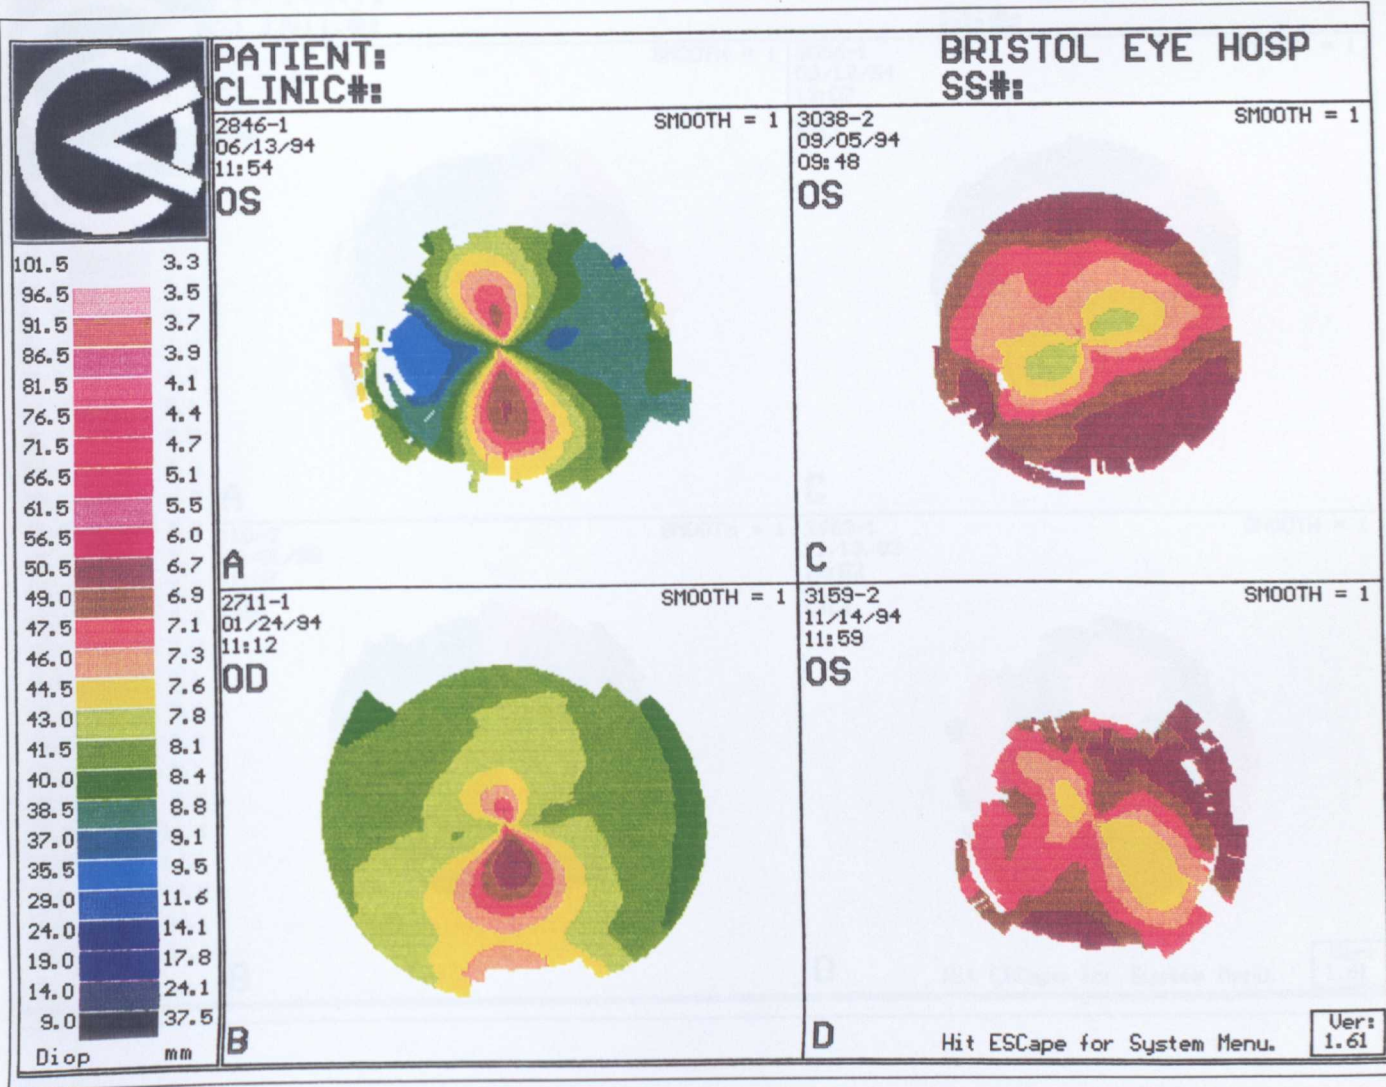 PATIENT:
CLINIC#:
BRISTOL EYE HOSP
SS#:
2846-1
06/13/94
11:54
OS
SMOOTH = 1
A
3038-2
09/05/94
09:48
OS
SMOOTH = 1
C
2711-1
01/24/94
11:12
OD
SMOOTH = 1
B
3159-2
11/14/94
11:59
OS
SMOOTH = 1
D
Hit ESCape for System Menu.
Ver:
1.61
101.5 3.3
96.5 3.5
91.5 3.7
86.5 3.9
81.5 4.1
76.5 4.4
71.5 4.7
66.5 5.1
61.5 5.5
56.5 6.0
50.5 6.7
49.0 6.9
47.5 7.1
46.0 7.3
44.5 7.6
43.0 7.8
41.5 8.1
40.0 8.4
38.5 8.8
37.0 9.1
35.5 9.5
29.0 11.6
24.0 14.1
19.0 17.8
14.0 24.1
9.0 37.5
Diop mm